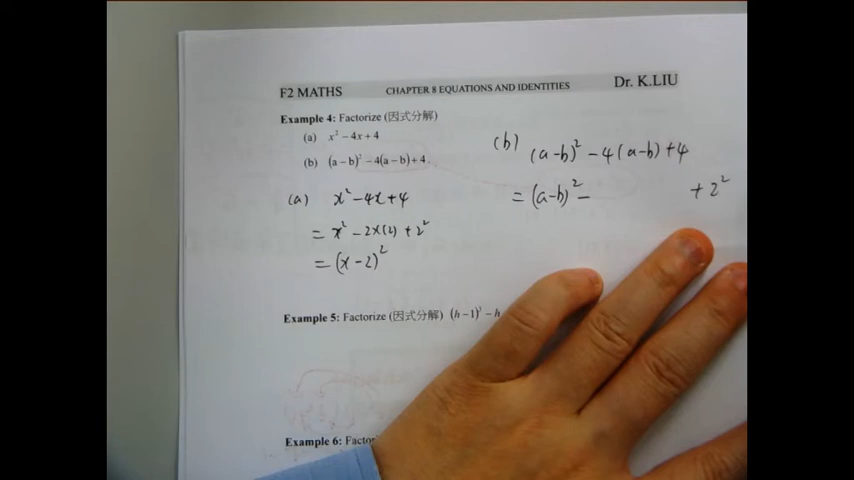 F2 MATHS CHAPTER 8 EQUATIONS AND IDENTITIES Dr. K.LIU
Example 4: Factorize (因式分解)
(a) x² − 4x + 4
(b) (a − b)² − 4(a − b) + 4.
(a) x² − 4x + 4
= x² − 2x(2) + 2²
= (x − 2)²
(b) (a−b)² − 4(a−b) + 4
= (a−b)² − + 2²
Example 5: Factorize (因式分解) (h − 1)³ − h
Example 6: